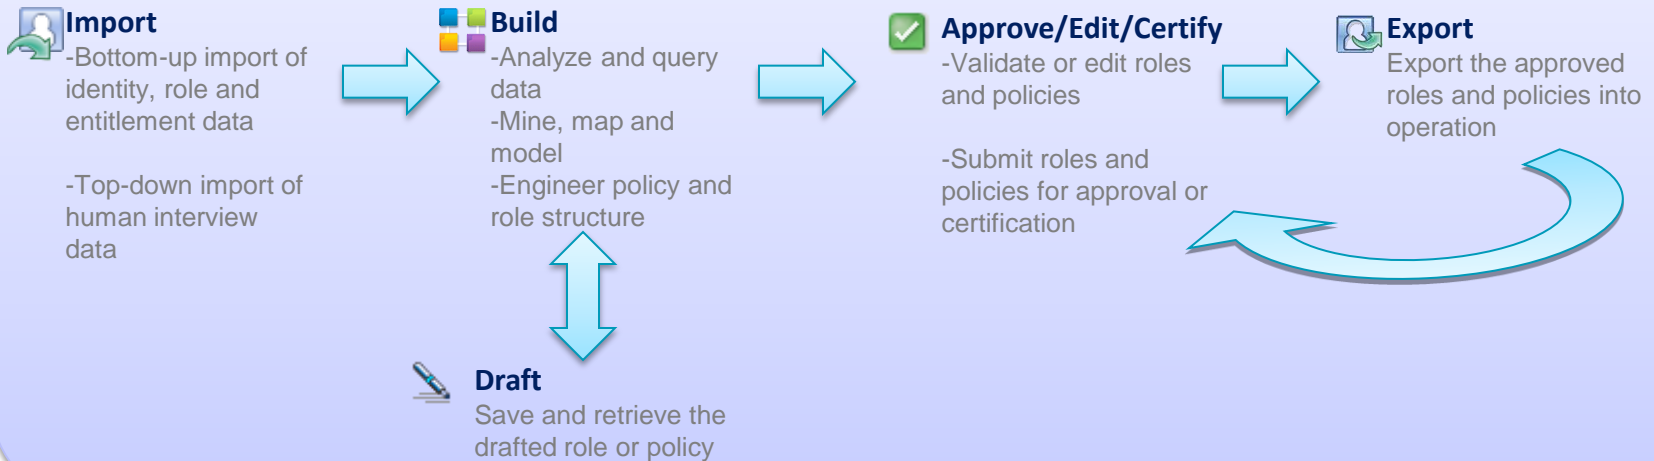 Import
-Bottom-up import of
identity, role and
entitlement data
-Top-down import of
human interview
data
Build
-Analyze and query
data
-Mine, map and
model
-Engineer policy and
role structure
Draft
Save and retrieve the
drafted role or policy
Approve/Edit/Certify
-Validate or edit roles
and policies
-Submit roles and
policies for approval or
certification
Export
Export the approved
roles and policies into
operation